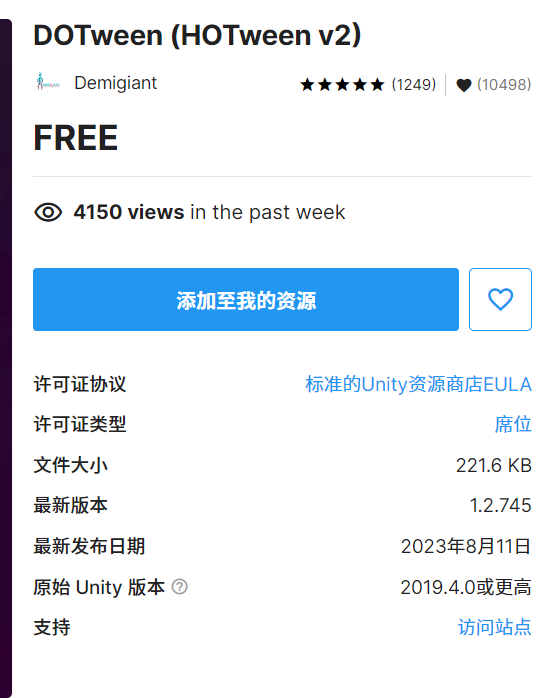 DOTween (HOTween v2)
Demigiant ★★★★★ (1249) (10498)
FREE
4150 views in the past week
添加至我的资源
许可证协议 标准的Unity资源商店EULA
许可证类型 席位
文件大小 221.6 KB
最新版本 1.2.745
最新发布日期 2023年8月11日
原始 Unity 版本 2019.4.0或更高
支持 访问站点